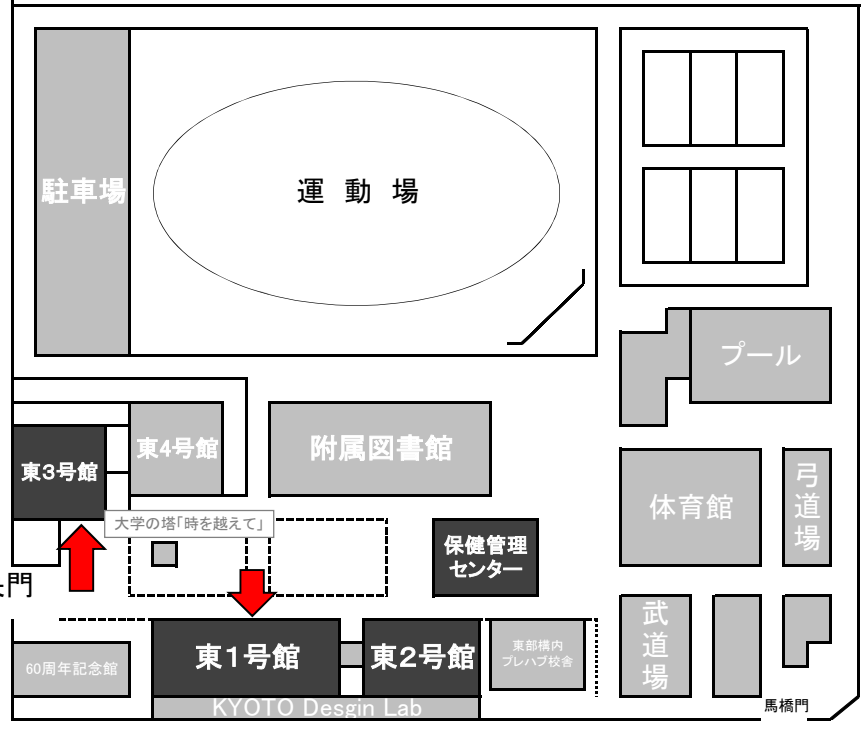 駐車場
運 動 場
プール
東3号館
東4号館
附属図書館
体育館
弓道場
大学の塔「時を越えて」
保健管理
センター
門
東1号館
東2号館
60周年記念館
東部構内
プレハブ校舎
武道場
KYOTO Desgin Lab
馬橋門